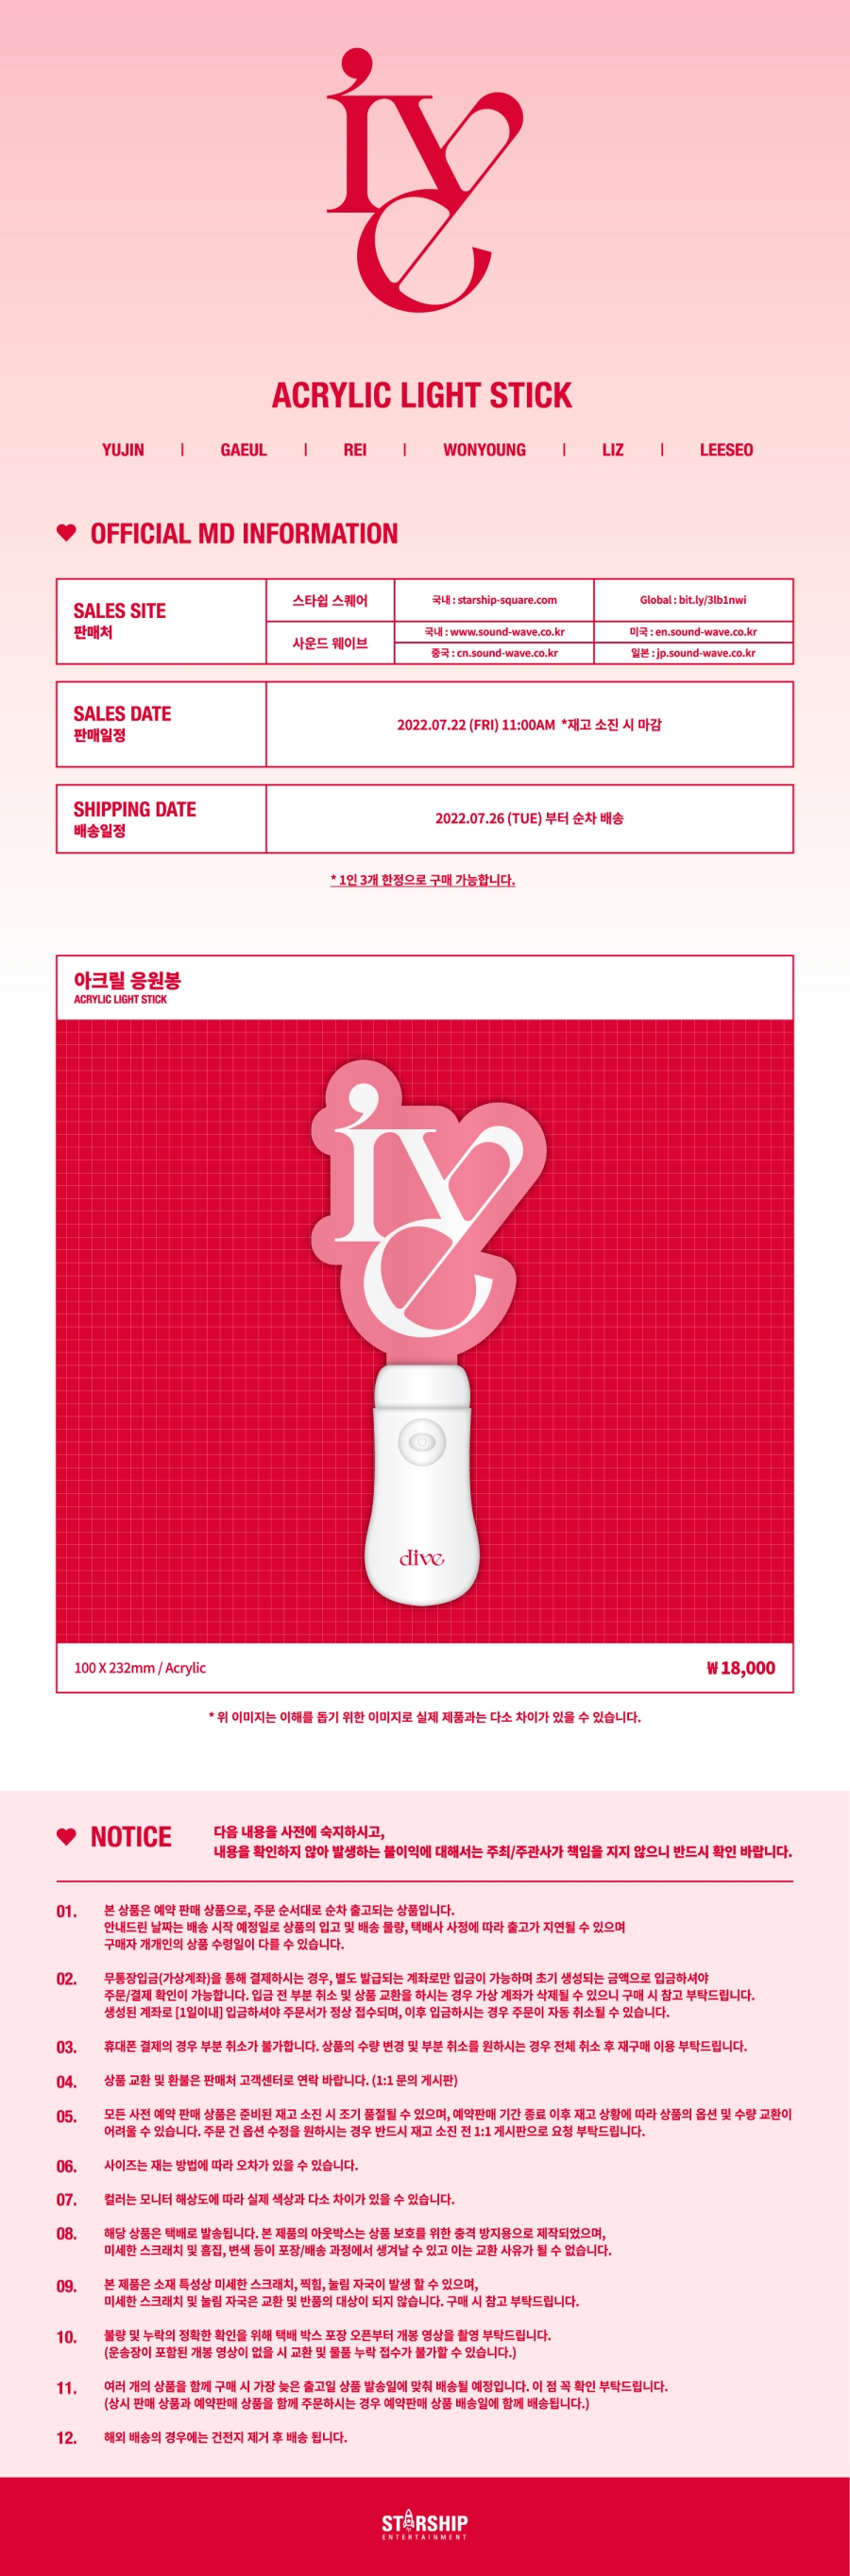 ive
ACRYLIC LIGHT STICK
YUJIN | GAEUL | REI | WONYOUNG | LIZ | LEESEO
OFFICIAL MD INFORMATION
SALES SITE
판매처
스타쉽 스퀘어
국내 : starship-square.com
Global : bit.ly/3lb1nwi
사운드 웨이브
국내 : www.sound-wave.co.kr
미국 : en.sound-wave.co.kr
중국 : cn.sound-wave.co.kr
일본 : jp.sound-wave.co.kr
SALES DATE
판매일정
2022.07.22 (FRI) 11:00AM *재고 소진 시 마감
SHIPPING DATE
배송일정
2022.07.26 (TUE) 부터 순차 배송
* 1인 3개 한정으로 구매 가능합니다.
아크릴 응원봉
ACRYLIC LIGHT STICK
ive
dive
100 X 232mm / Acrylic
₩ 18,000
* 위 이미지는 이해를 돕기 위한 이미지로 실제 제품과는 다소 차이가 있을 수 있습니다.
NOTICE
다음 내용을 사전에 숙지하시고,
내용을 확인하지 않아 발생하는 불이익에 대해서는 주최/주관사가 책임을 지지 않으니 반드시 확인 바랍니다.
01. 본 상품은 예약 판매 상품으로, 주문 순서대로 순차 출고되는 상품입니다.
안내드린 날짜는 배송 시작 예정일로 상품의 입고 및 배송 물량, 택배사 사정에 따라 출고가 지연될 수 있으며
구매자 개개인의 상품 수령일이 다를 수 있습니다.
02. 무통장입금(가상계좌)을 통해 결제하시는 경우, 별도 발급되는 계좌로만 입금이 가능하며 초기 생성되는 금액으로 입금하셔야
주문/결제 확인이 가능합니다. 입금 전 부분 취소 및 상품 교환을 하시는 경우 가상 계좌가 삭제될 수 있으니 구매 시 참고 부탁드립니다.
생성된 계좌로 [1일이내] 입금하셔야 주문서가 정상 접수되며, 이후 입금하시는 경우 주문이 자동 취소될 수 있습니다.
03. 휴대폰 결제의 경우 부분 취소가 불가합니다. 상품의 수량 변경 및 부분 취소를 원하시는 경우 전체 취소 후 재구매 이용 부탁드립니다.
04. 상품 교환 및 환불은 판매처 고객센터로 연락 바랍니다. (1:1 문의 게시판)
05. 모든 사전 예약 판매 상품은 준비된 재고 소진 시 조기 품절될 수 있으며, 예약판매 기간 종료 이후 재고 상황에 따라 상품의 옵션 및 수량 교환이
어려울 수 있습니다. 주문 건 옵션 수정을 원하시는 경우 반드시 재고 소진 전 1:1 게시판으로 요청 부탁드립니다.
06. 사이즈는 재는 방법에 따라 오차가 있을 수 있습니다.
07. 컬러는 모니터 해상도에 따라 실제 색상과 다소 차이가 있을 수 있습니다.
08. 해당 상품은 택배로 발송됩니다. 본 제품의 아웃박스는 상품 보호를 위한 충격 방지용으로 제작되었으며,
미세한 스크래치 및 흠집, 변색 등이 포장/배송 과정에서 생겨날 수 있고 이는 교환 사유가 될 수 없습니다.
09. 본 제품은 소재 특성상 미세한 스크래치, 찍힘, 눌림 자국이 발생 할 수 있으며,
미세한 스크래치 및 눌림 자국은 교환 및 반품의 대상이 되지 않습니다. 구매 시 참고 부탁드립니다.
10. 불량 및 누락의 정확한 확인을 위해 택배 박스 포장 오픈부터 개봉 영상을 촬영 부탁드립니다.
(운송장이 포함된 개봉 영상이 없을 시 교환 및 물품 누락 접수가 불가할 수 있습니다.)
11. 여러 개의 상품을 함께 구매 시 가장 늦은 출고일 상품 발송일에 맞춰 배송될 예정입니다. 이 점 꼭 확인 부탁드립니다.
(상시 판매 상품과 예약판매 상품을 함께 주문하시는 경우 예약판매 상품 배송일에 함께 배송됩니다.)
12. 해외 배송의 경우에는 건전지 제거 후 배송 됩니다.
STARSHIP
ENTERTAINMENT